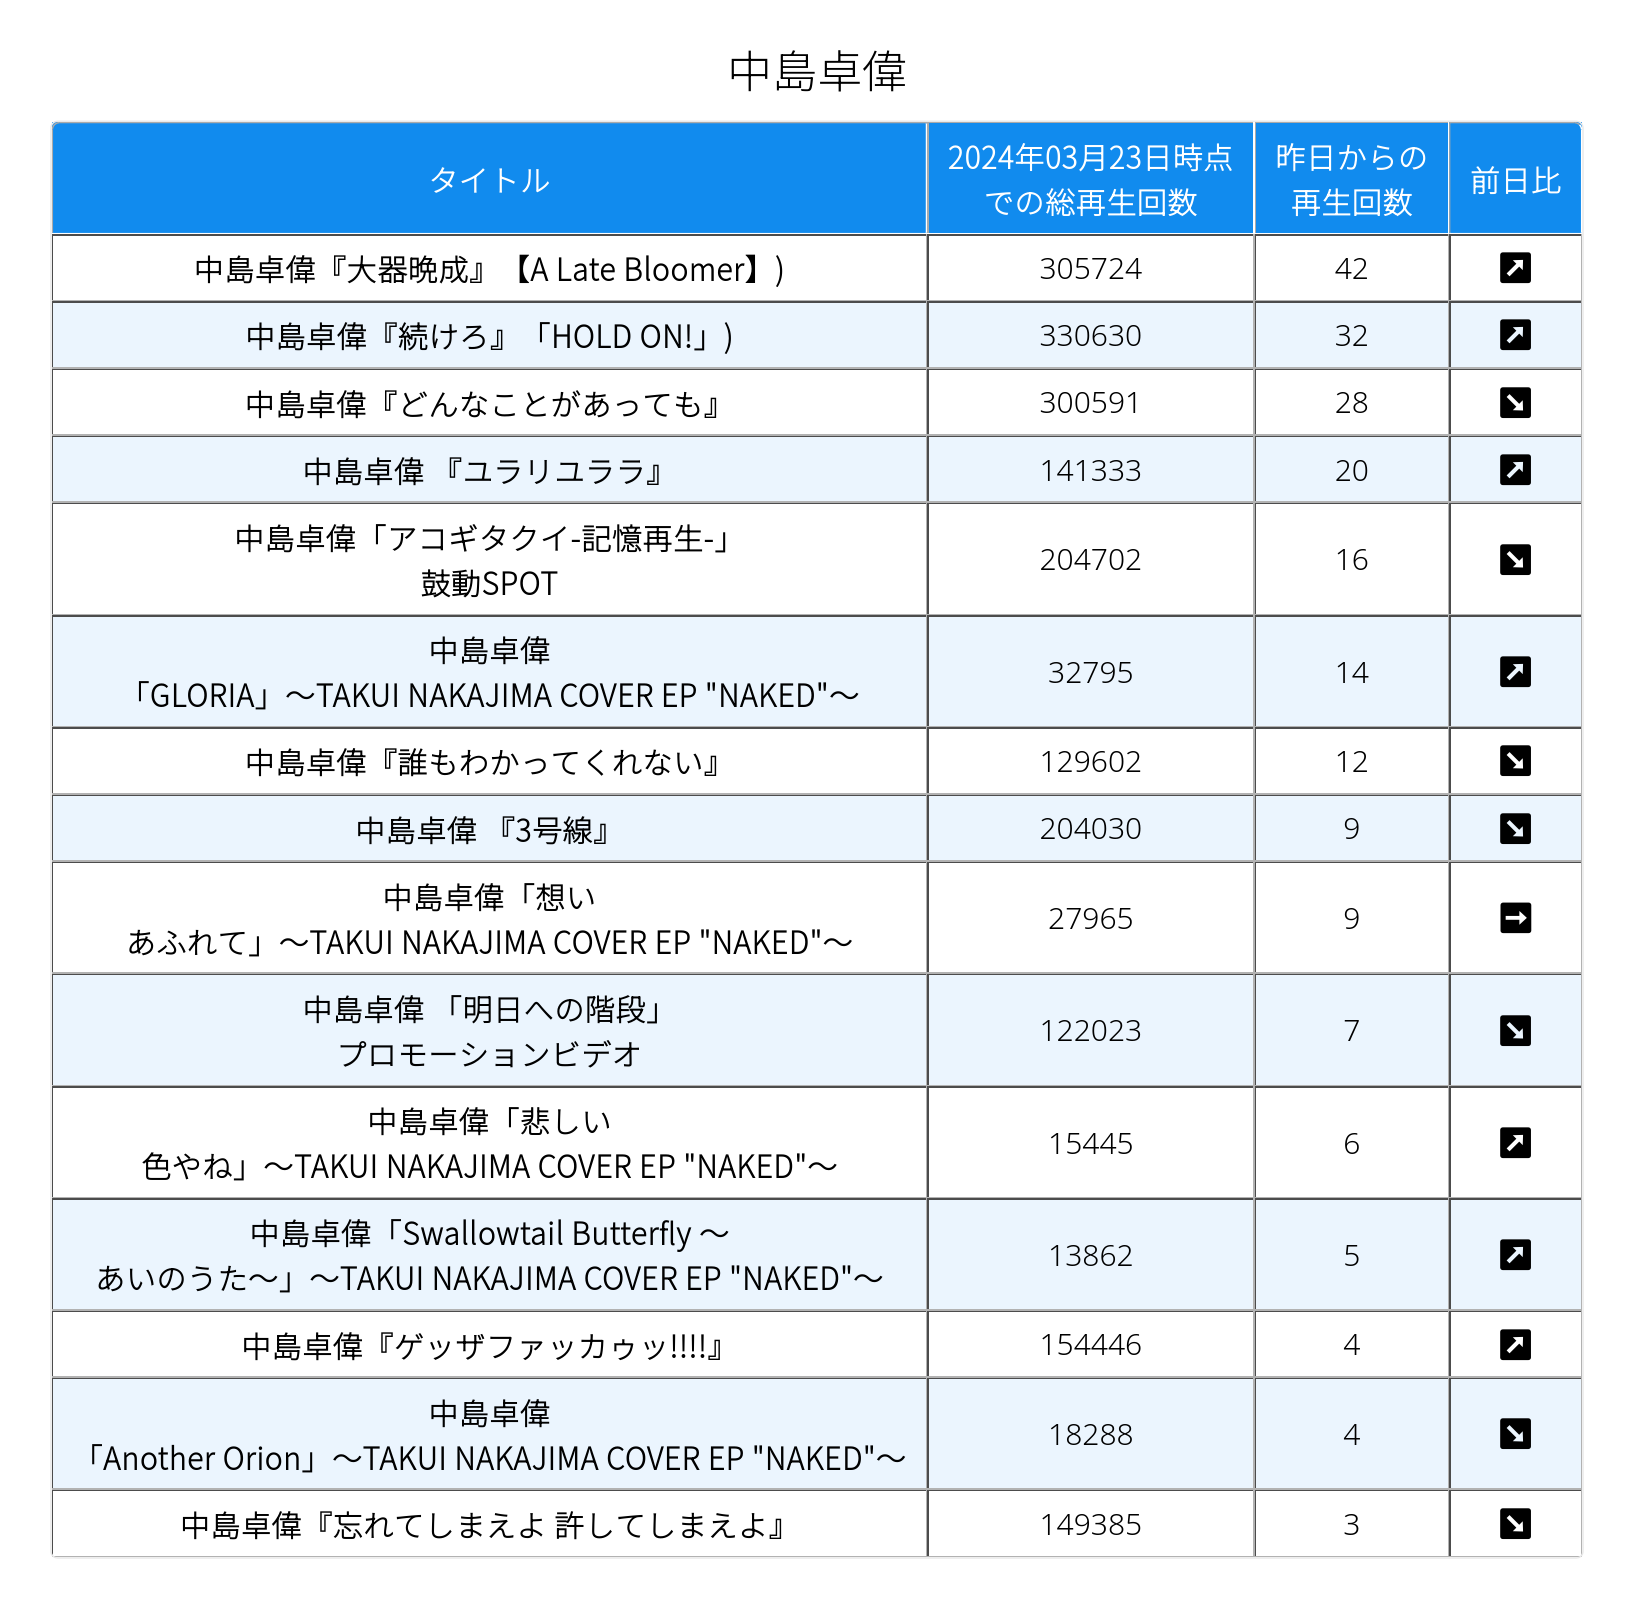 中島卓偉
タイトル
2024年03月23日時点
での総再生回数
昨日からの
再生回数
前日比
中島卓偉『大器晩成』【A Late Bloomer】)
305724
42
中島卓偉『続けろ』「HOLD ON!」)
330630
32
中島卓偉『どんなことがあっても』
300591
28
中島卓偉 『ユラリユララ』
141333
20
中島卓偉「アコギタクイ-記憶再生-」
鼓動SPOT
204702
16
中島卓偉
「GLORIA」～TAKUI NAKAJIMA COVER EP "NAKED"～
32795
14
中島卓偉『誰もわかってくれない』
129602
12
中島卓偉 『3号線』
204030
9
中島卓偉「想い
あふれて」～TAKUI NAKAJIMA COVER EP "NAKED"～
27965
9
中島卓偉 「明日への階段」
プロモーションビデオ
122023
7
中島卓偉「悲しい
色やね」～TAKUI NAKAJIMA COVER EP "NAKED"～
15445
6
中島卓偉「Swallowtail Butterfly ～
あいのうた～」～TAKUI NAKAJIMA COVER EP "NAKED"～
13862
5
中島卓偉『ゲッザファッカゥッ!!!!』
154446
4
中島卓偉
「Another Orion」～TAKUI NAKAJIMA COVER EP "NAKED"～
18288
4
中島卓偉『忘れてしまえよ 許してしまえよ』
149385
3